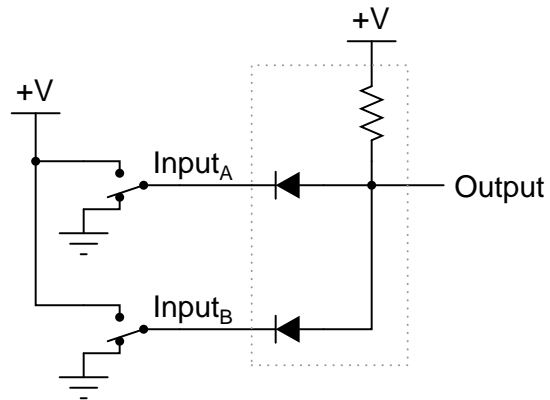 +V
+V
Input_A
Output
Input_B